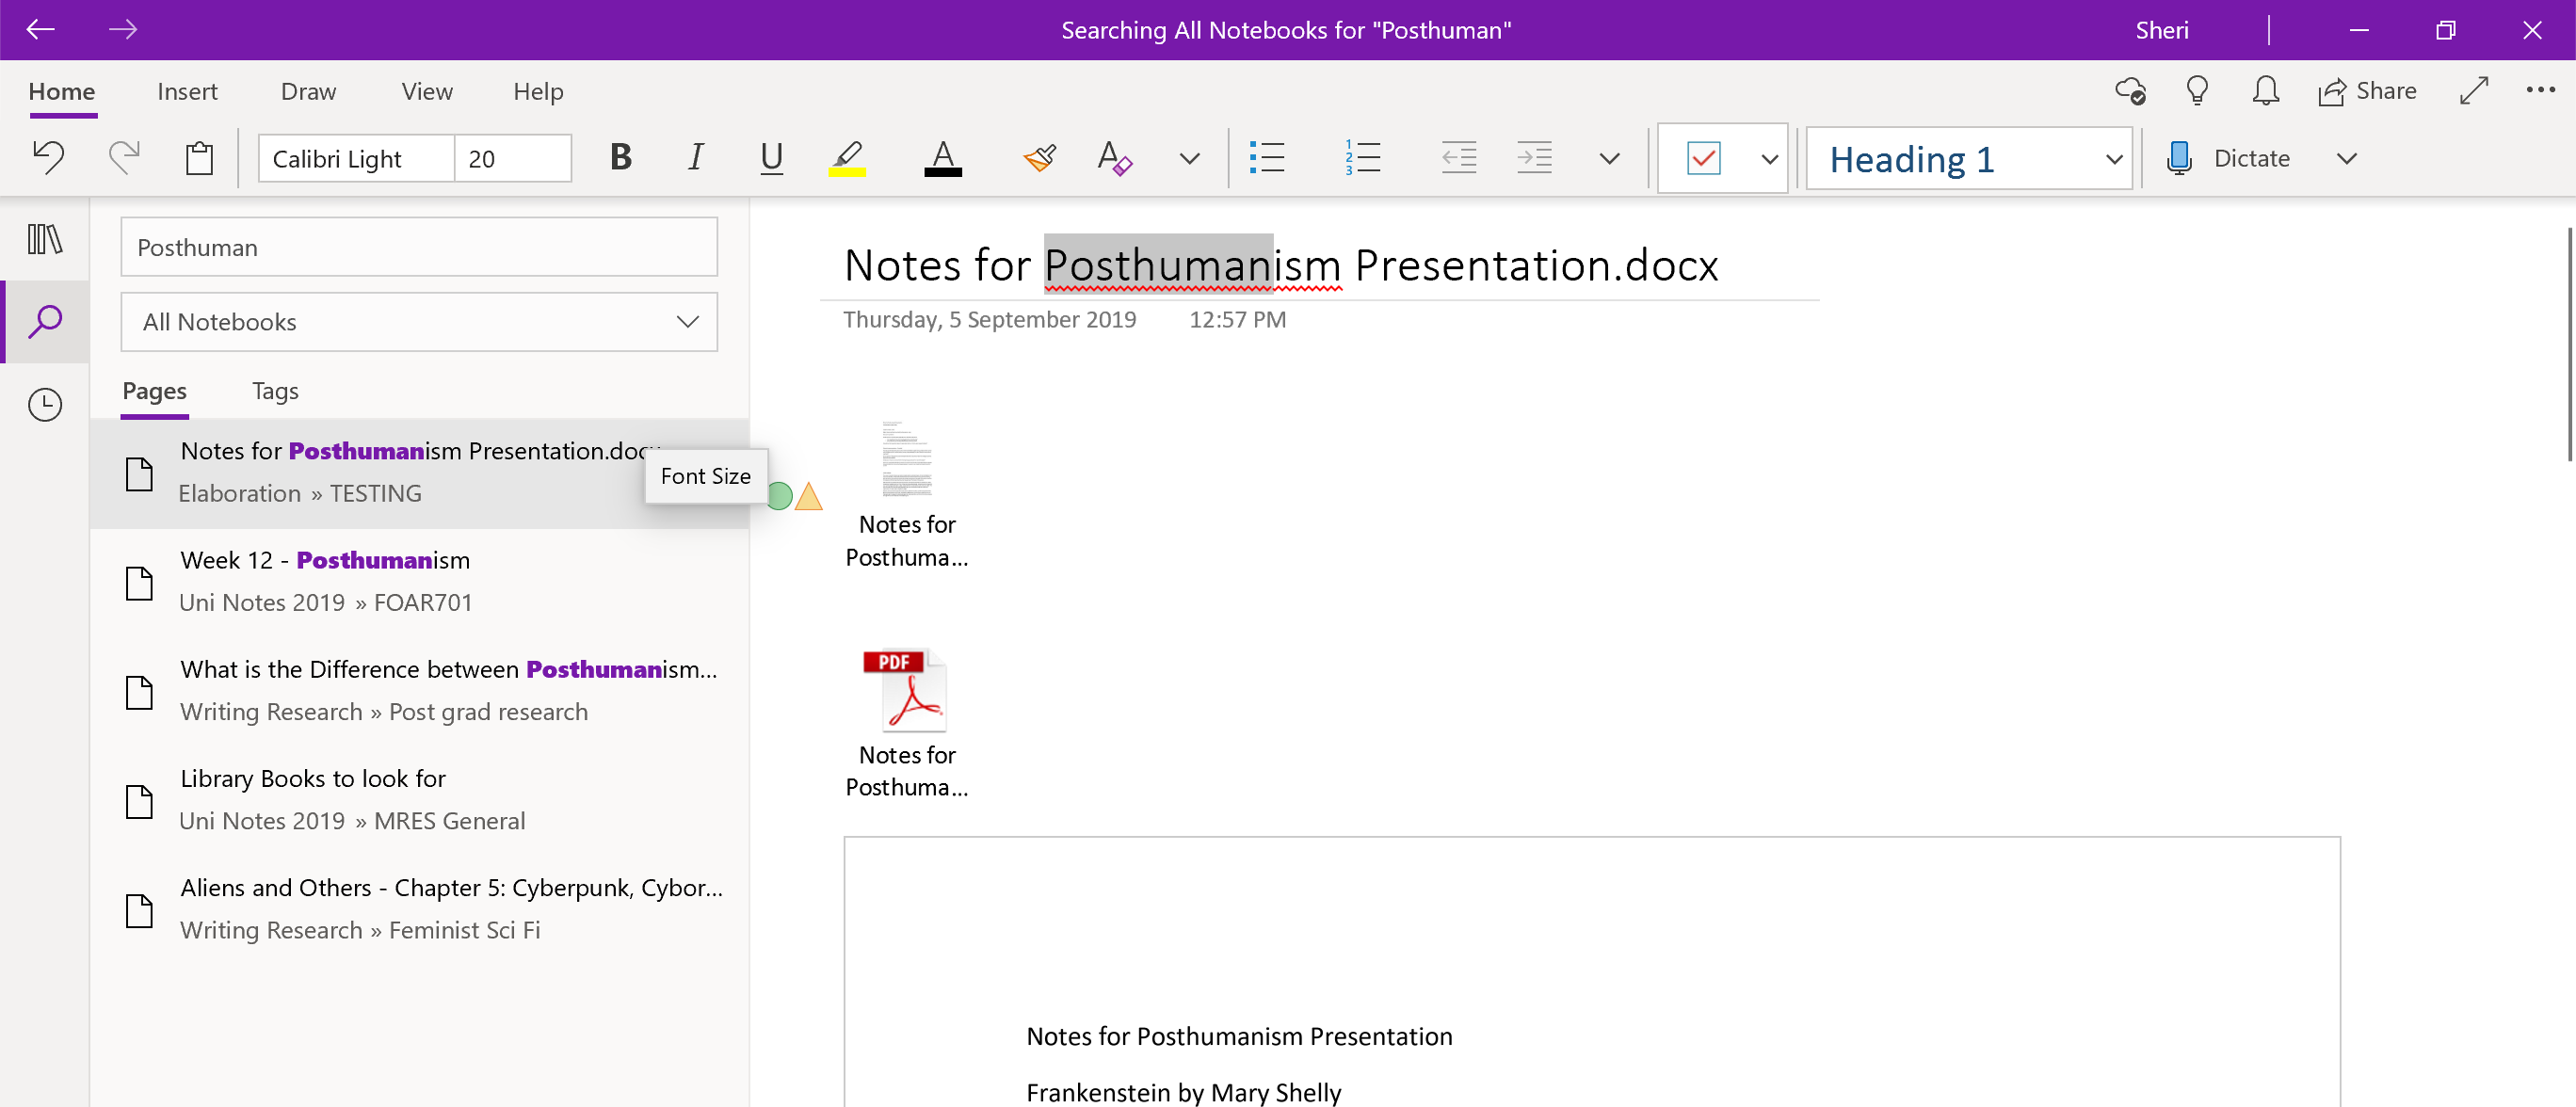 Searching All Notebooks for "Posthuman"
Sheri
Home Insert Draw View Help
Share
Calibri Light 20
B I U A A
1
2
3
Heading 1
Dictate
Posthuman
All Notebooks
Pages Tags
Notes for Posthumanism Presentation.docx
Elaboration » TESTING
Font Size
Week 12 - Posthumanism
Uni Notes 2019 » FOAR701
What is the Difference between Posthumanism...
Writing Research » Post grad research
Library Books to look for
Uni Notes 2019 » MRES General
Aliens and Others - Chapter 5: Cyberpunk, Cybor...
Writing Research » Feminist Sci Fi
Notes for Posthumanism Presentation.docx
Thursday, 5 September 2019 12:57 PM
Notes for
Posthuma...
PDF
Notes for
Posthuma...
Notes for Posthumanism Presentation
Frankenstein by Mary Shelly